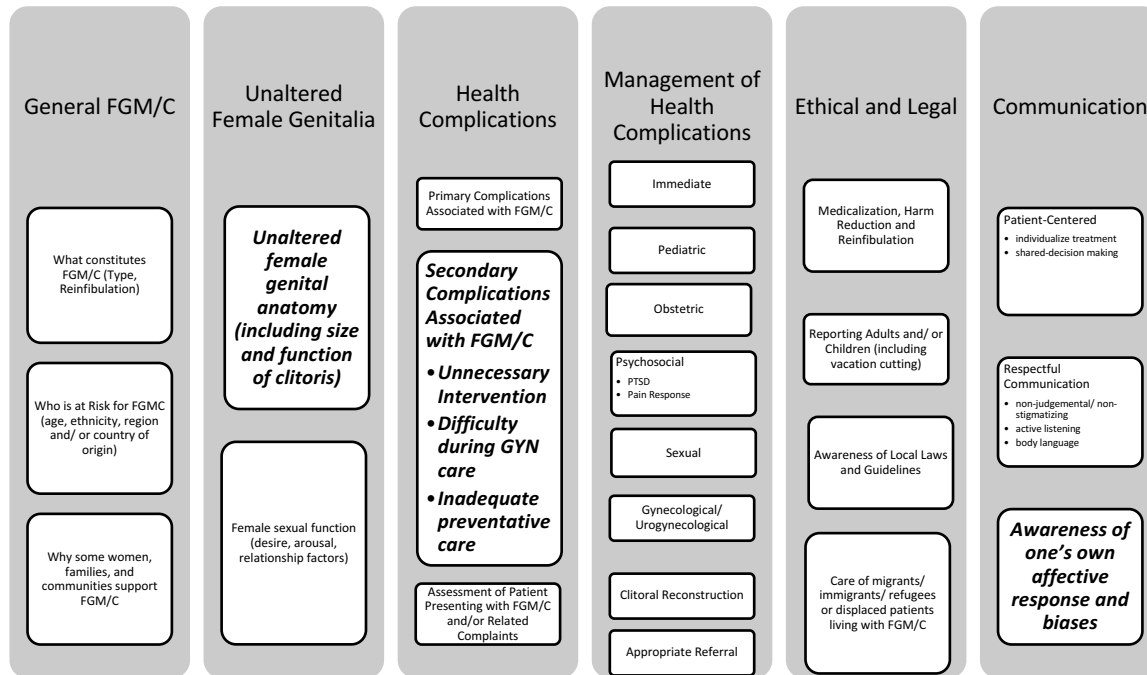 General FGM/C
What constitutes
FGM/C (Type,
Reinfibulation)
Who is at Risk for FGMC
(age, ethnicity, region
and/ or country of
origin)
Why some women,
families, and
communities support
FGM/C
Unaltered
Female Genitalia
Unaltered
female
genital
anatomy
(including size
and function
of clitoris)
Female sexual function
(desire, arousal,
relationship factors)
Health
Complications
Primary Complications
Associated with FGM/C
Secondary
Complications
Associated
with FGM/C
• Unnecessary
Intervention
• Difficulty
during GYN
care
• Inadequate
preventative
care
Assessment of Patient
Presenting with FGM/C
and/or Related
Complaints
Management of
Health
Complications
Immediate
Pediatric
Obstetric
Psychosocial
• PTSD
• Pain Response
Sexual
Gynecological/
Urogynecological
Clitoral Reconstruction
Appropriate Referral
Ethical and Legal
Medicalization, Harm
Reduction and
Reinfibulation
Reporting Adults and/ or
Children (including
vacation cutting)
Awareness of Local Laws
and Guidelines
Care of migrants/
immigrants/ refugees
or displaced patients
living with FGM/C
Communication
Patient-Centered
• individualize treatment
• shared-decision making
Respectful
Communication
• non-judgemental/ non-
stigmatizing
• active listening
• body language
Awareness of
one's own
affective
response and
biases